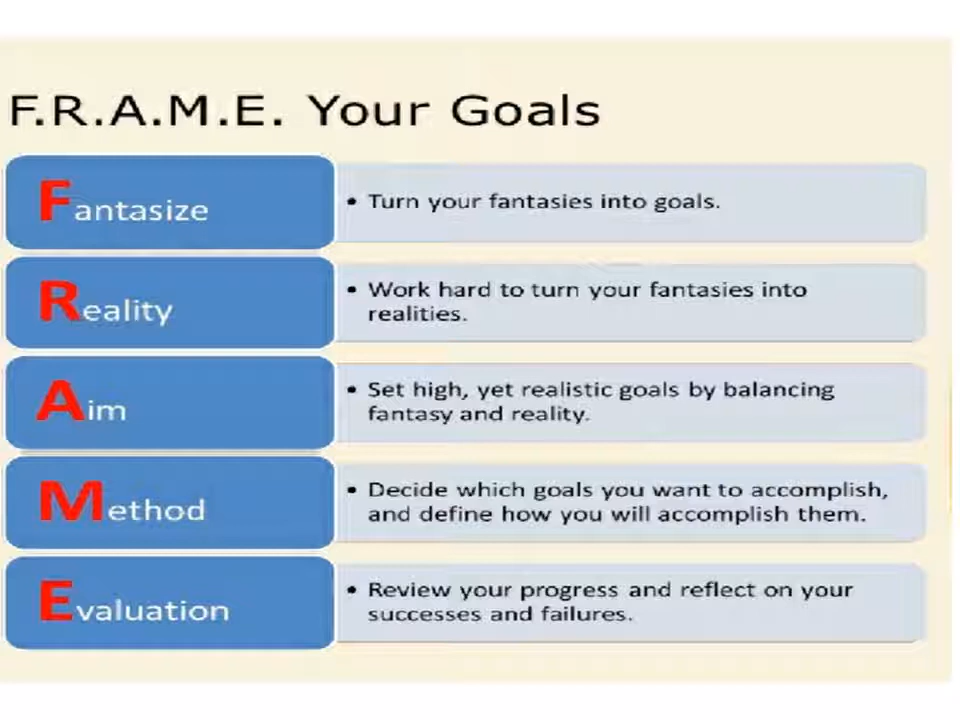 F.R.A.M.E. Your Goals
Fantasize
• Turn your fantasies into goals.
Reality
• Work hard to turn your fantasies into
realities.
Aim
• Set high, yet realistic goals by balancing
fantasy and reality.
Method
• Decide which goals you want to accomplish,
and define how you will accomplish them.
Evaluation
• Review your progress and reflect on your
successes and failures.